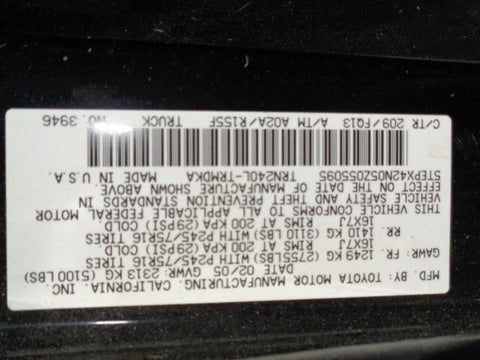 MFD. BY: TOYOTA MOTOR MANUFACTURING, CALIFORNIA, INC.
02/05 GVWR: 2313 KG (5100 LBS)
GAWR: FR. 1249 KG (2755LBS) WITH P245/75R16 TIRES
16X7J RIMS AT 200 KPA (29PSI) COLD
RR. 1410 KG (3110 LBS) WITH P245/75R16 TIRES
16X7J RIMS AT 200 KPA (29PSI) COLD
THIS VEHICLE CONFORMS TO ALL APPLICABLE FEDERAL MOTOR
VEHICLE SAFETY AND THEFT PREVENTION STANDARDS IN
EFFECT ON THE DATE OF MANUFACTURE SHOWN ABOVE.
5TEPX42N05Z055095 TRN240L-TRMDKA MADE IN U.S.A
C/TR 209/FQ13 A/TM A02A/R155F TRUCK NO. 3946